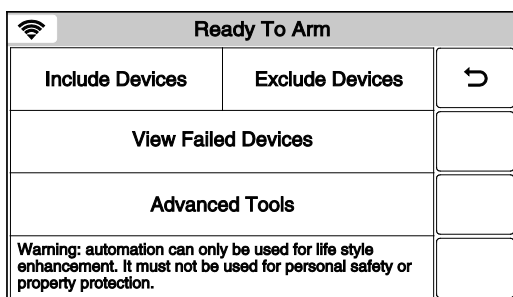 Ready To Arm
Include Devices
Exclude Devices
View Failed Devices
Advanced Tools
Warning: automation can only be used for life style
enhancement. It must not be used for personal safety or
property protection.